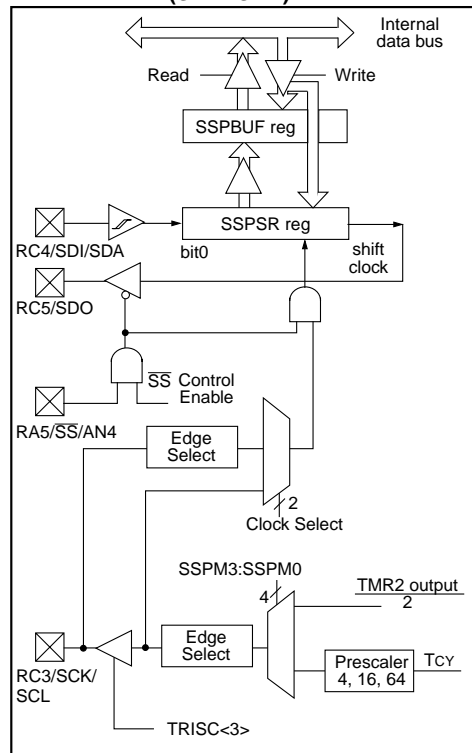 Internal
data bus
Read
Write
SSPBUF reg
SSPSR reg
RC4/SDI/SDA
bit0
shift
clock
RC5/SDO
SS Control
Enable
RA5/SS/AN4
Edge
Select
2
Clock Select
SSPM3:SSPM0
TMR2 output
4
2
Edge
Select
Prescaler
4, 16, 64
TCY
RC3/SCK/
SCL
TRISC<3>